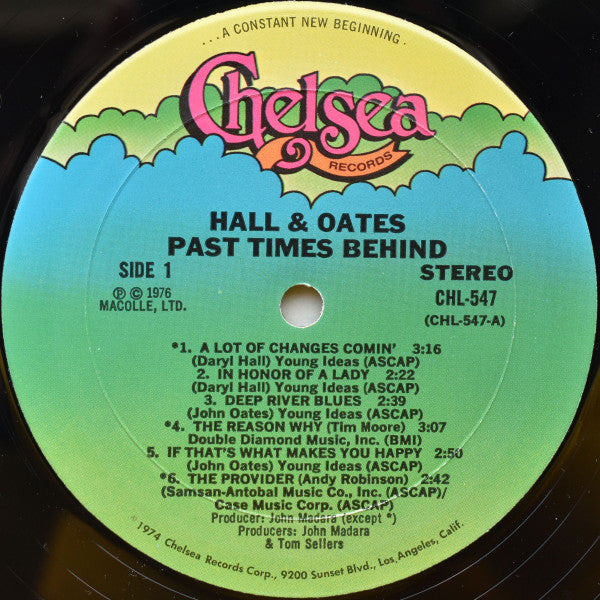 ...A CONSTANT NEW BEGINNING...
Chelsea
RECORDS
HALL & OATES
PAST TIMES BEHIND
SIDE 1
STEREO
℗ © 1976
MACOLLE, LTD.
CHL-547
(CHL-547-A)
*1. A LOT OF CHANGES COMIN' 3:16
(Daryl Hall) Young Ideas (ASCAP)
2. IN HONOR OF A LADY 2:22
(Daryl Hall) Young Ideas (ASCAP)
3. DEEP RIVER BLUES 2:39
(John Oates) Young Ideas (ASCAP)
*4. THE REASON WHY (Tim Moore) 3:07
Double Diamond Music, Inc. (BMI)
5. IF THAT'S WHAT MAKES YOU HAPPY 2:50
(John Oates) Young Ideas (ASCAP)
*6. THE PROVIDER (Andy Robinson) 2:42
(Samsan-Antobal Music Co., Inc. (ASCAP)/
Case Music Corp. (ASCAP)
Producer: John Madara (except *)
Producers: John Madara
& Tom Sellers
© 1974 Chelsea Records Corp., 9200 Sunset Blvd., Los Angeles, Calif.